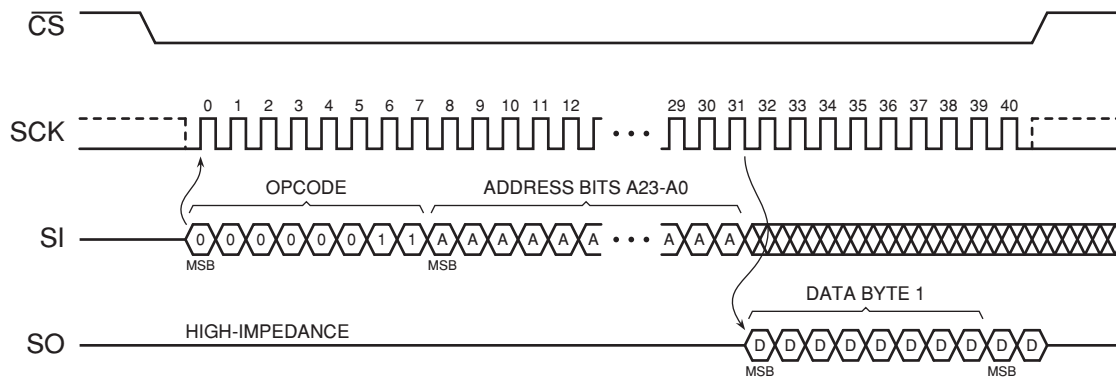 CS
0 1 2 3 4 5 6 7 8 9 10 11 12 29 30 31 32 33 34 35 36 37 38 39 40
SCK
OPCODE ADDRESS BITS A23-A0
SI 0 0 0 0 0 0 1 1 A A A A A A A A A
MSB MSB
DATA BYTE 1
HIGH-IMPEDANCE
SO D D D D D D D D D D
MSB MSB